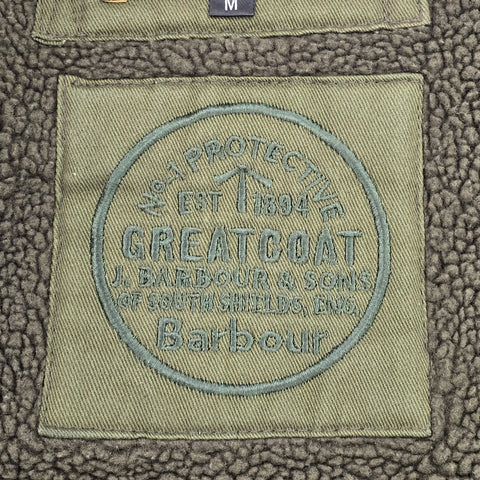 M
No.1 PROTECTIVE
EST 1894
GREATCOAT
J. BARBOUR & SONS
OF SOUTH SHIELDS, ENG.
Barbour